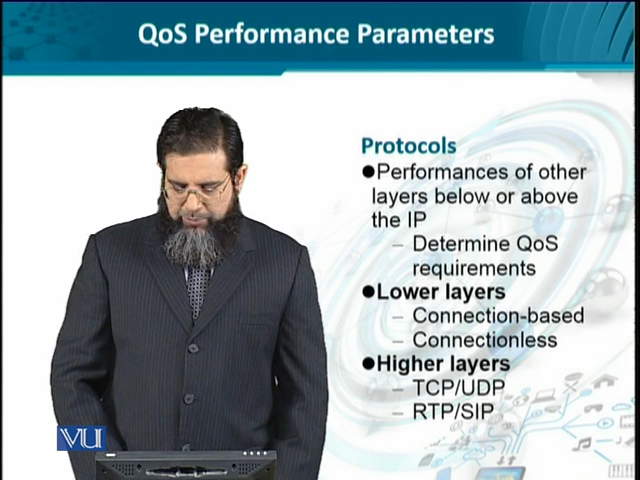 QoS Performance Parameters
Protocols
●Performances of other
layers below or above
the IP
– Determine QoS
requirements
●Lower layers
– Connection-based
– Connectionless
●Higher layers
– TCP/UDP
– RTP/SIP
VU